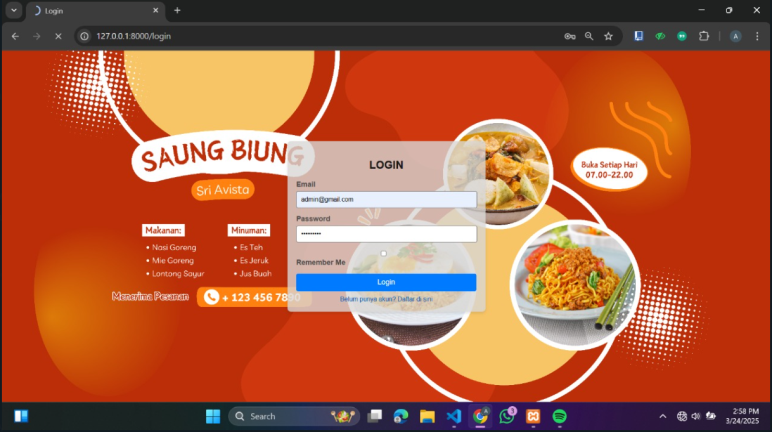 Login
127.0.0.1:8000/login
A
SAUNG BIUNG
Sri Avista
Makanan:
Minuman:
• Nasi Goreng
• Es Teh
• Mie Goreng
• Es Jeruk
• Lontong Sayur
• Jus Buah
Menerima Pesanan
+ 123 456 7890
LOGIN
Email
admin@gmail.com
Password
•••••••••
Remember Me
Login
Belum punya akun? Daftar di sini
Buka Setiap Hari
07.00-22.00
Search
2:58 PM
3/24/2025